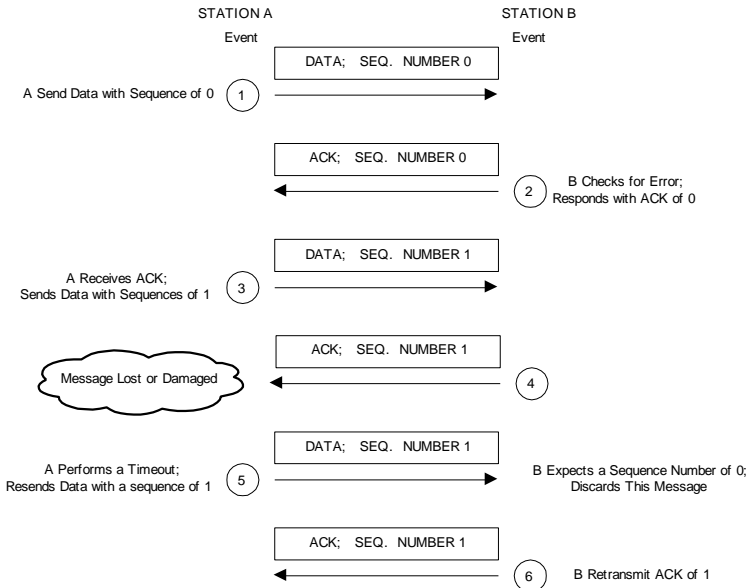 STATION A
STATION B
Event
Event
DATA; SEQ. NUMBER 0
A Send Data with Sequence of 0
1
ACK; SEQ. NUMBER 0
2
B Checks for Error;
Responds with ACK of 0
DATA; SEQ. NUMBER 1
A Receives ACK;
Sends Data with Sequences of 1
3
ACK; SEQ. NUMBER 1
Message Lost or Damaged
4
DATA; SEQ. NUMBER 1
A Performs a Timeout;
Resends Data with a sequence of 1
5
B Expects a Sequence Number of 0;
Discards This Message
ACK; SEQ. NUMBER 1
6
B Retransmit ACK of 1